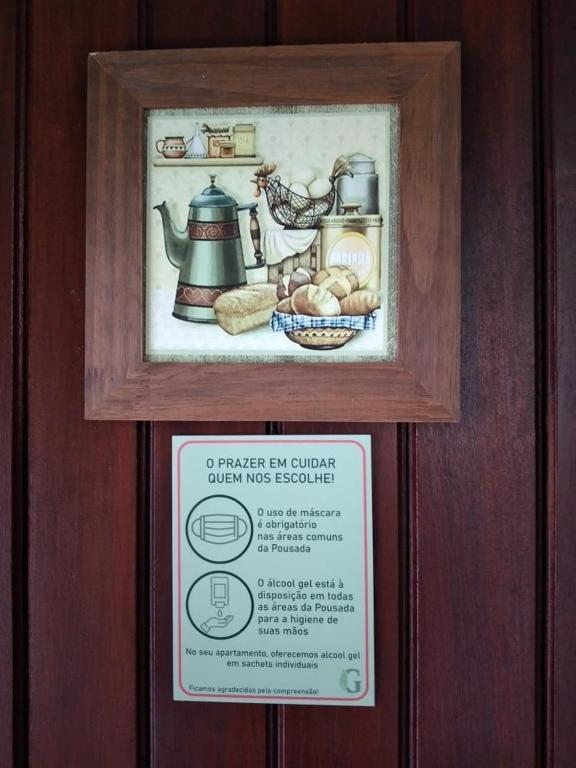 FARINHA
O PRAZER EM CUIDAR
QUEM NOS ESCOLHE!
O uso de máscara
é obrigatório
nas áreas comuns
da Pousada
O álcool gel está à
disposição em todas
as áreas da Pousada
para a higiene de
suas mãos
No seu apartamento, oferecemos alcool gel
em sachets individuais
Ficamos agradecidos pela compreensão!
G